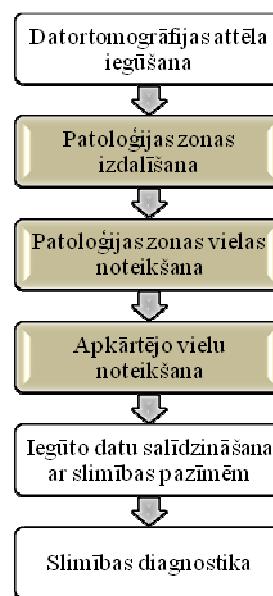 Datortomogrāfijas attēla
iegūšana
Patoloģijas zonas
izdalīšana
Patoloģijas zonas vielas
noteikšana
Apkārtējo vielu
noteikšana
Iegūto datu salīdzināšana
ar slimības pazīmēm
Slimības diagnostika